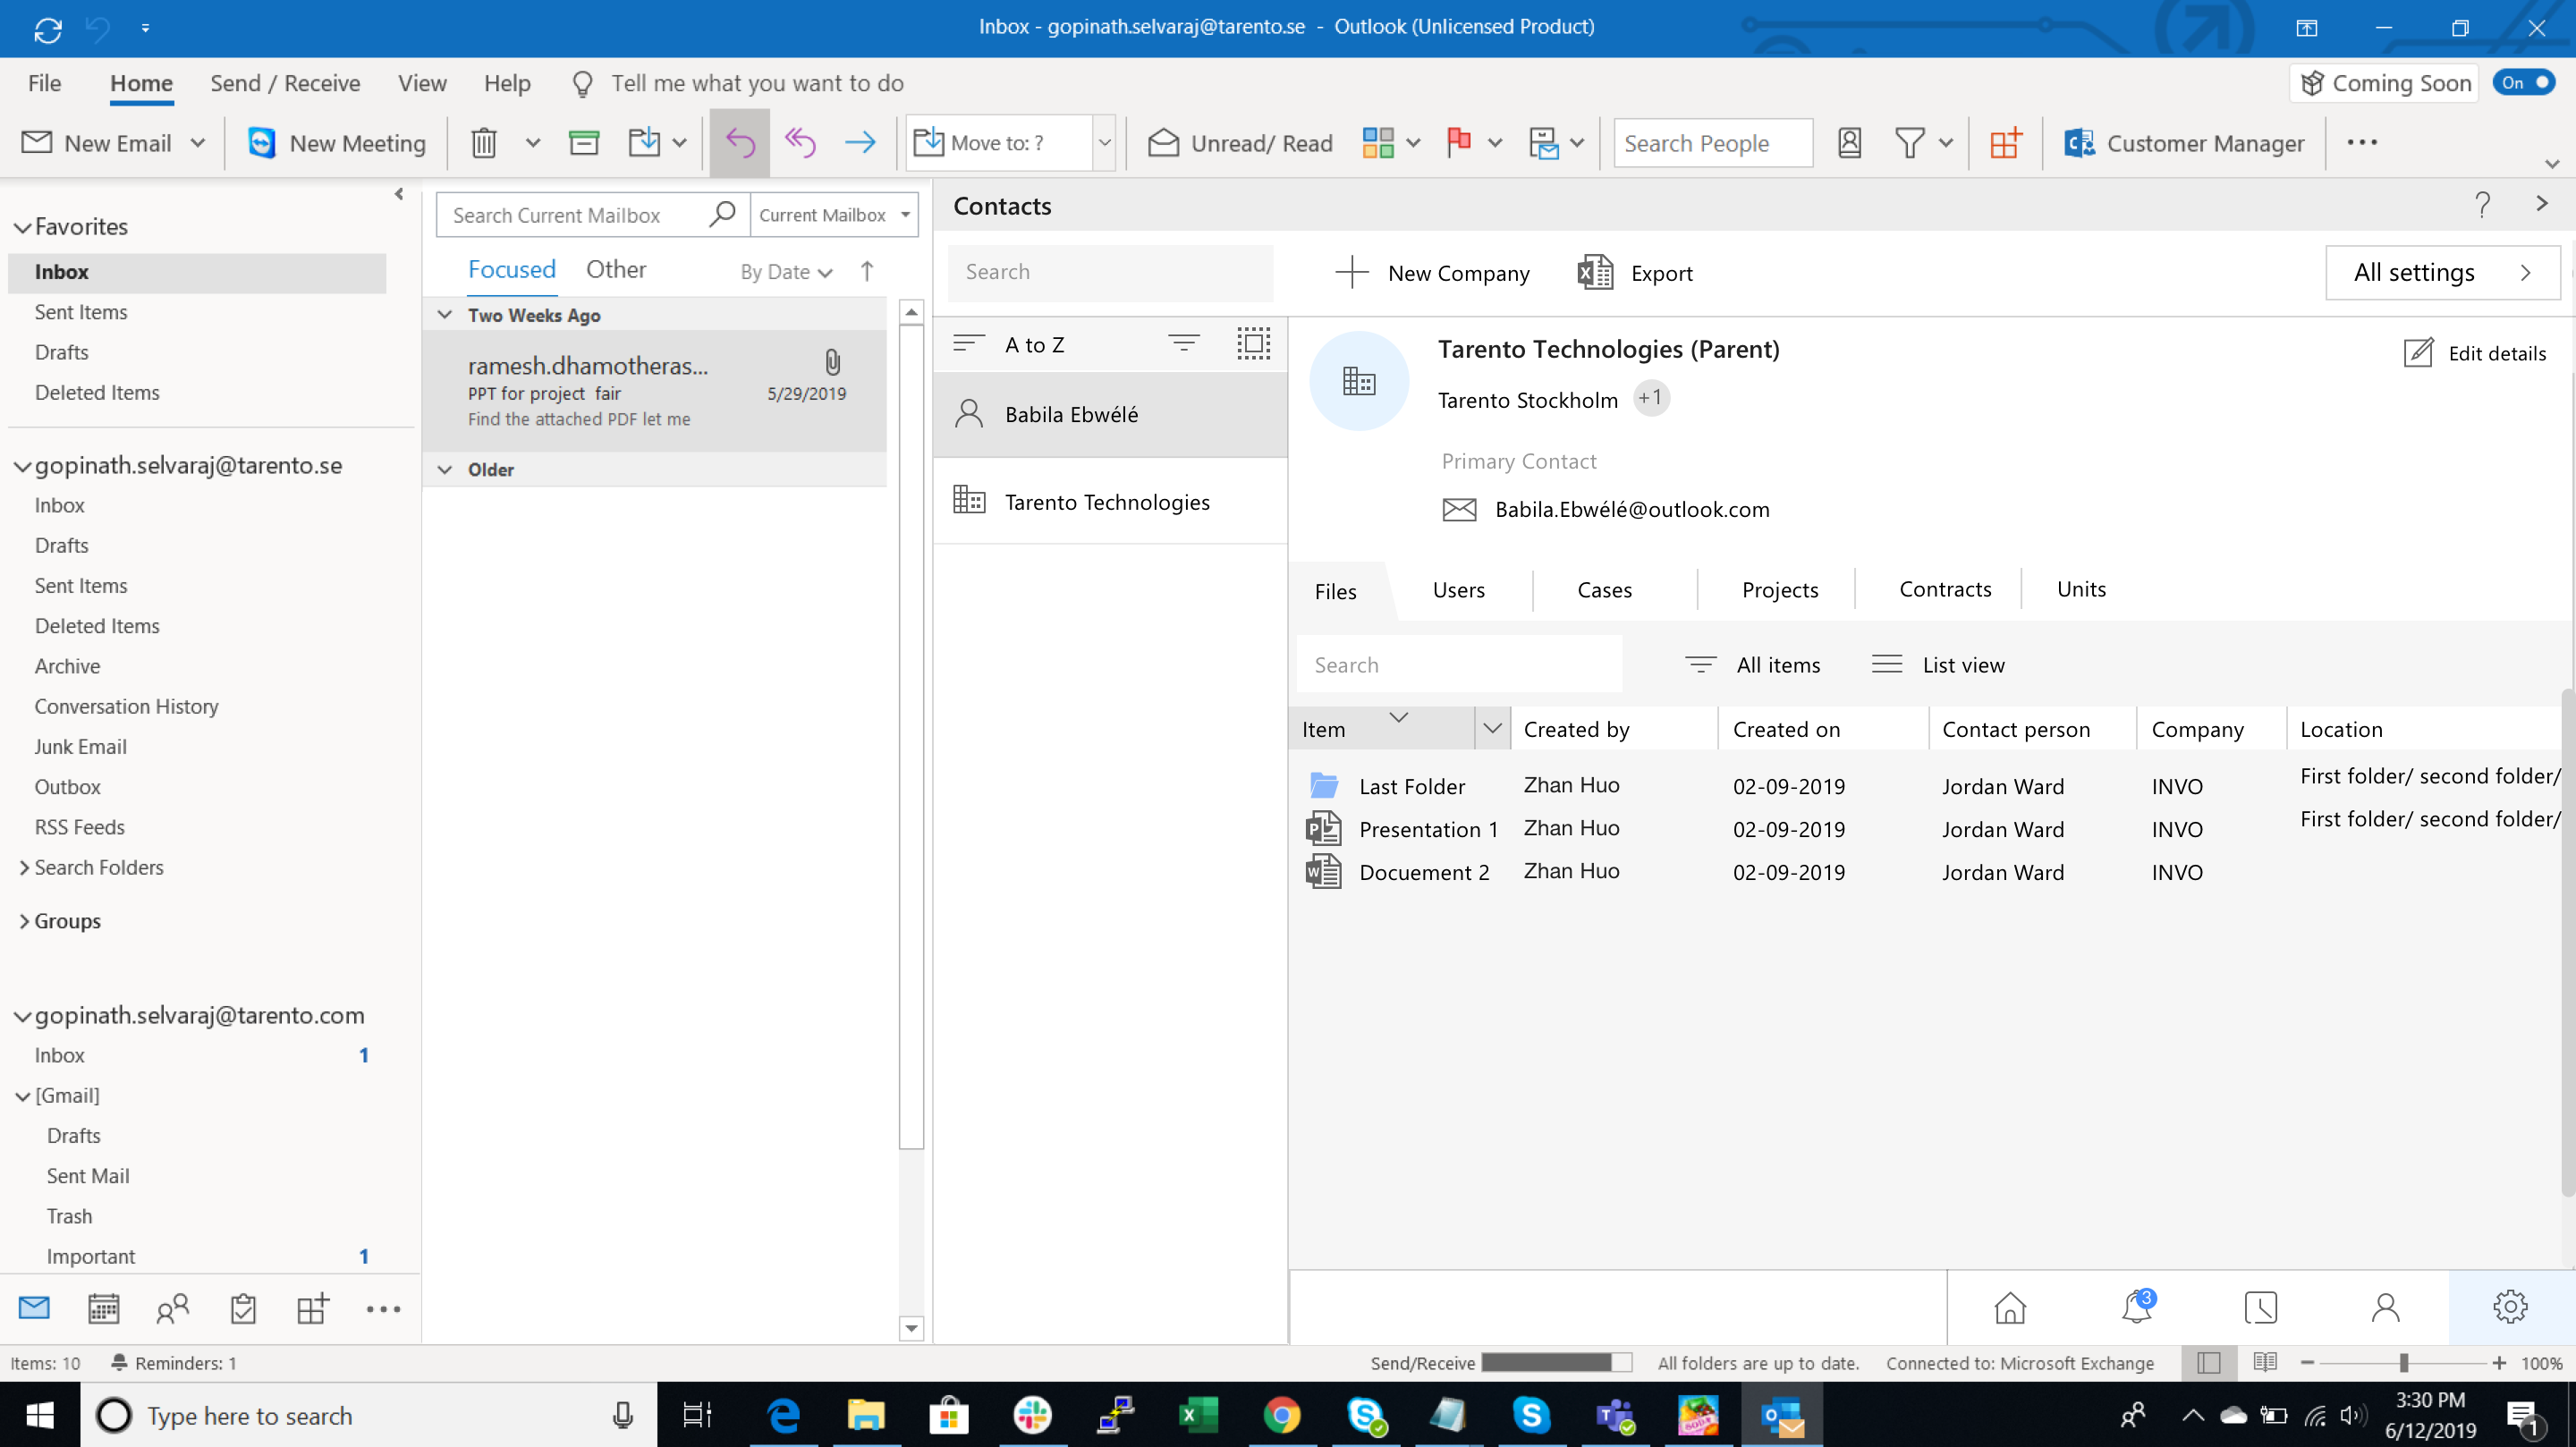 Inbox - gopinath.selvaraj@tarento.se - Outlook (Unlicensed Product)
File Home Send / Receive View Help Tell me what you want to do
Coming Soon On
New Email New Meeting Move to: ? Unread/ Read Search People Customer Manager
Favorites
Inbox
Sent Items
Drafts
Deleted Items
gopinath.selvaraj@tarento.se
Inbox
Drafts
Sent Items
Deleted Items
Archive
Conversation History
Junk Email
Outbox
RSS Feeds
Search Folders
Groups
gopinath.selvaraj@tarento.com
Inbox 1
[Gmail]
Drafts
Sent Mail
Trash
Important 1
Search Current Mailbox Current Mailbox
Focused Other By Date
Two Weeks Ago
ramesh.dhamotheras...
PPT for project fair 5/29/2019
Find the attached PDF let me
Older
Contacts
Search
New Company Export All settings
A to Z
Babila Ebwélé
Tarento Technologies
Tarento Technologies (Parent)
Edit details
Tarento Stockholm +1
Primary Contact
Babila.Ebwélé@outlook.com
Files Users Cases Projects Contracts Units
Search All items List view
Item Created by Created on Contact person Company Location
Last Folder Zhan Huo 02-09-2019 Jordan Ward INVO First folder/ second folder/
Presentation 1 Zhan Huo 02-09-2019 Jordan Ward INVO First folder/ second folder/
Docuement 2 Zhan Huo 02-09-2019 Jordan Ward INVO
3
Items: 10 Reminders: 1 Send/Receive All folders are up to date. Connected to: Microsoft Exchange 100%
Type here to search
3:30 PM
6/12/2019
1